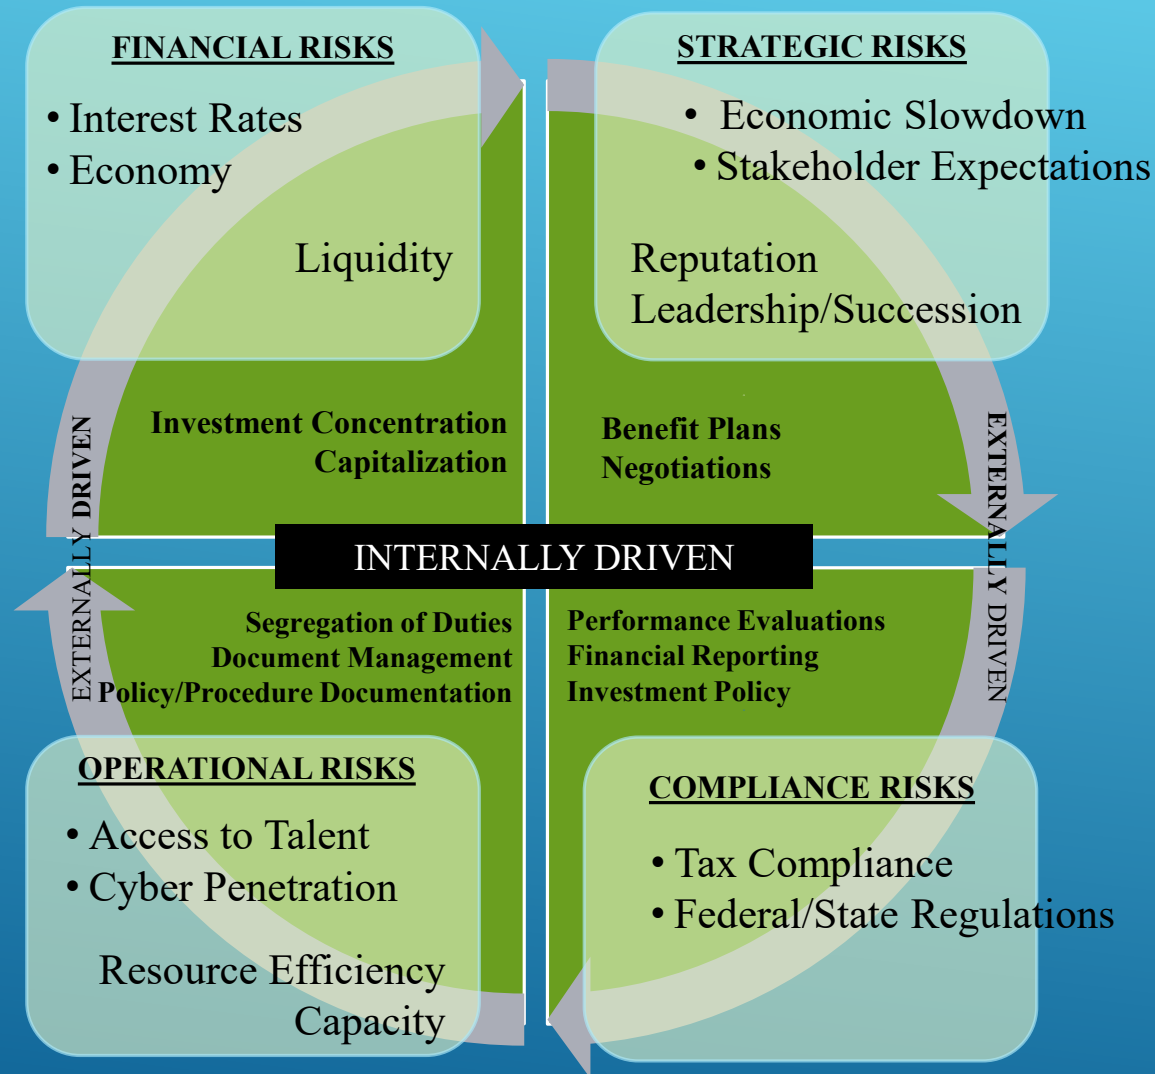 FINANCIAL RISKS
• Interest Rates
• Economy
Liquidity
Investment Concentration
Capitalization
STRATEGIC RISKS
• Economic Slowdown
• Stakeholder Expectations
Reputation
Leadership/Succession
Benefit Plans
Negotiations
EXTERNALLY DRIVEN
EXTERNALLY DRIVEN
INTERNALLY DRIVEN
Segregation of Duties
Document Management
Policy/Procedure Documentation
OPERATIONAL RISKS
• Access to Talent
• Cyber Penetration
Resource Efficiency
Capacity
Performance Evaluations
Financial Reporting
Investment Policy
COMPLIANCE RISKS
• Tax Compliance
• Federal/State Regulations